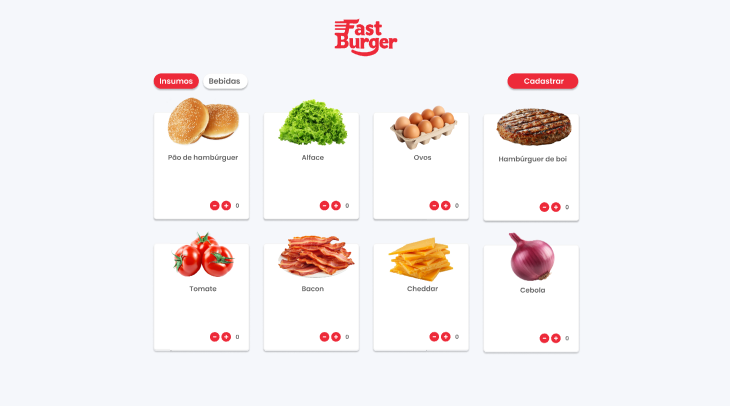 Fast
Burger
Insumos
Bebidas
Cadastrar
Pão de hambúrguer
Alface
Ovos
Hambúrguer de boi
- + 0
- + 0
- + 0
- + 0
Tomate
Bacon
Cheddar
Cebola
- + 0
- + 0
- + 0
- + 0